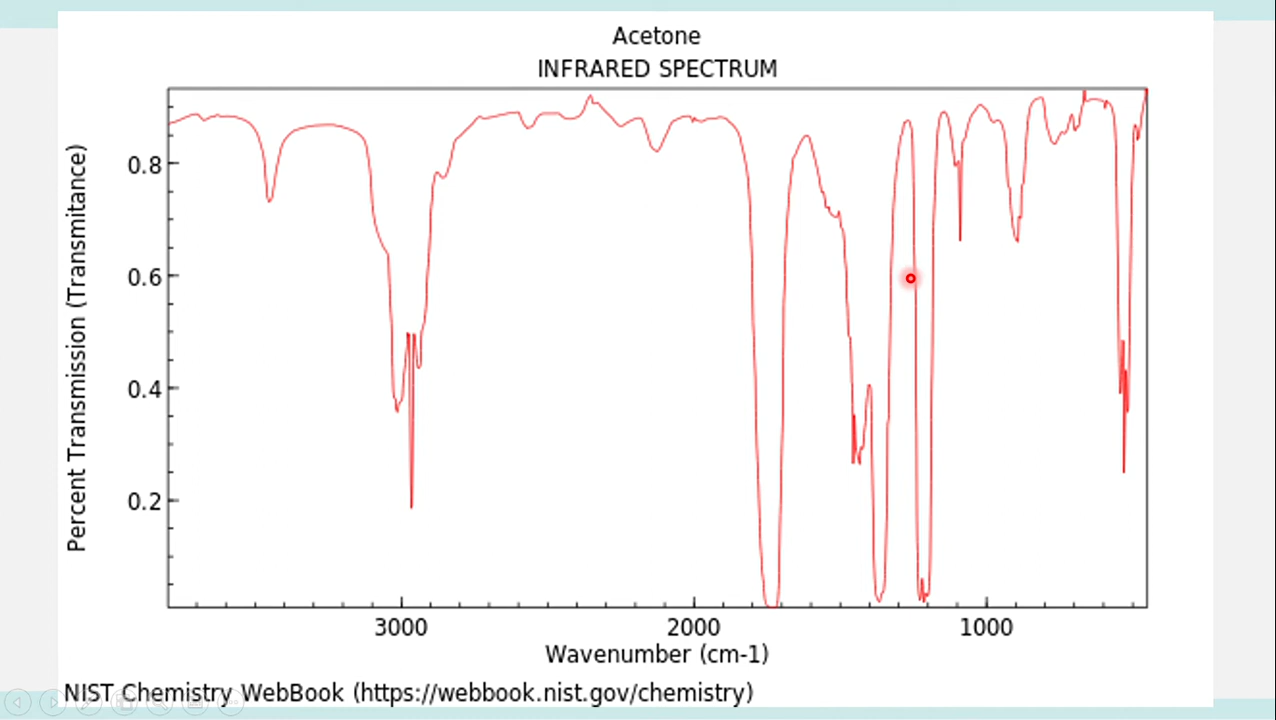 Acetone
INFRARED SPECTRUM
Percent Transmission (Transmitance)
0.8
0.6
0.4
0.2
3000 2000 1000
Wavenumber (cm-1)
NIST Chemistry WebBook (https://webbook.nist.gov/chemistry)